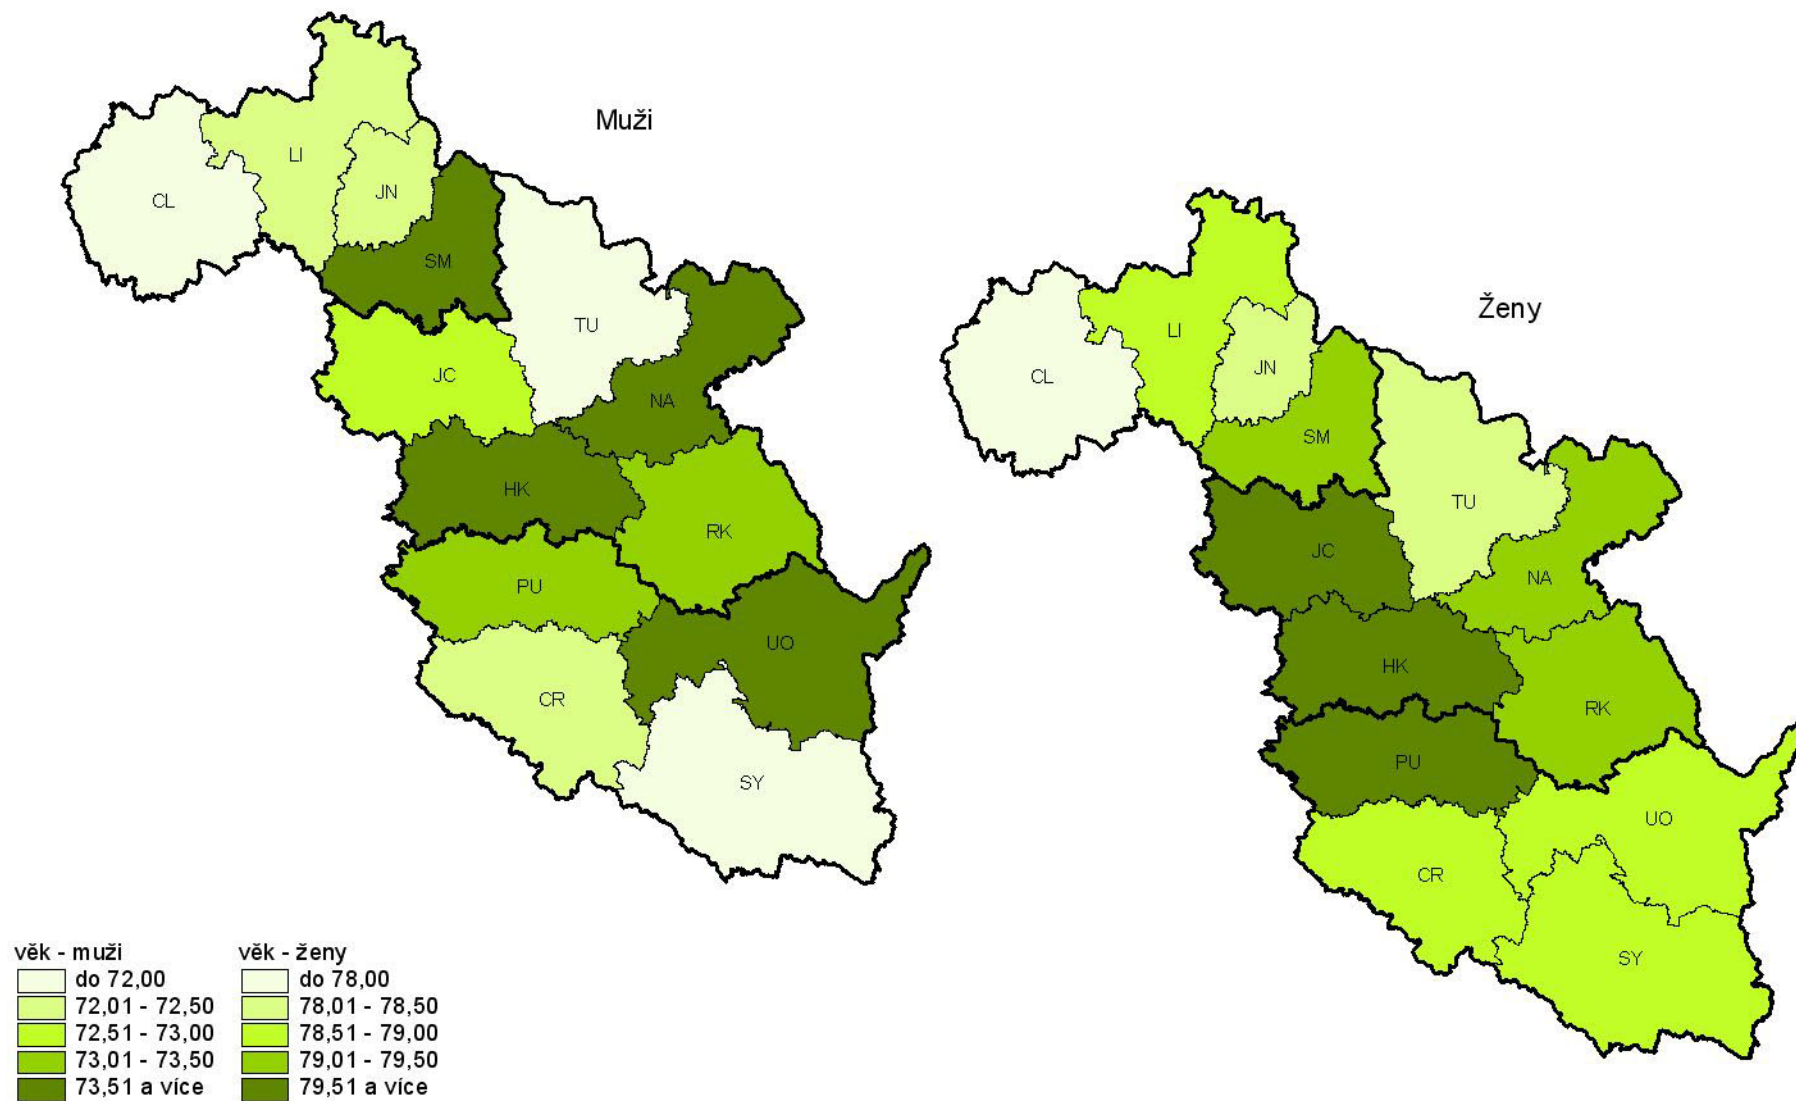 Muži
LI
JN
CL
SM
TU
JC
NA
HK
RK
PU
UO
CR
SY
Ženy
LI
JN
CL
SM
TU
JC
NA
HK
RK
PU
UO
CR
SY
věk - muži
do 72,00
72,01 - 72,50
72,51 - 73,00
73,01 - 73,50
73,51 a více
věk - ženy
do 78,00
78,01 - 78,50
78,51 - 79,00
79,01 - 79,50
79,51 a více